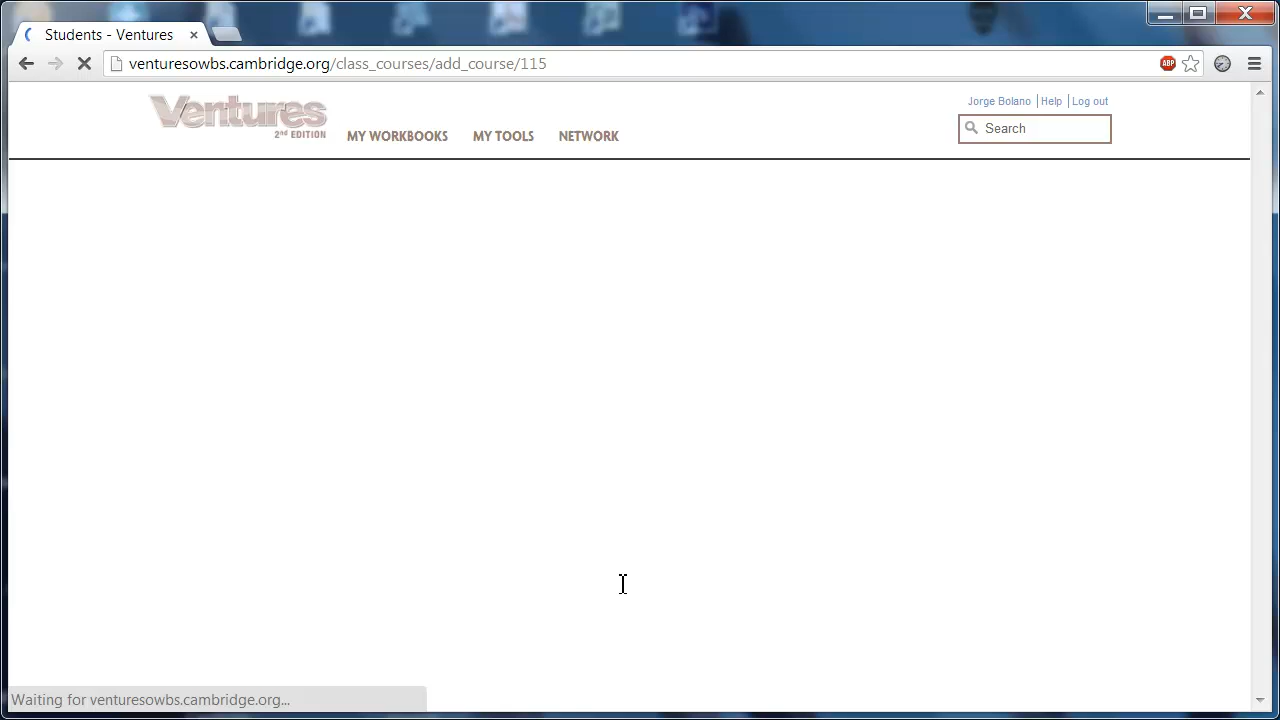 Students - Ventures
venturesowbs.cambridge.org/class_courses/add_course/115
ABP
Ventures
2nd EDITION
MY WORKBOOKS MY TOOLS NETWORK
Jorge Bolano Help Log out
Search
Waiting for venturesowbs.cambridge.org...